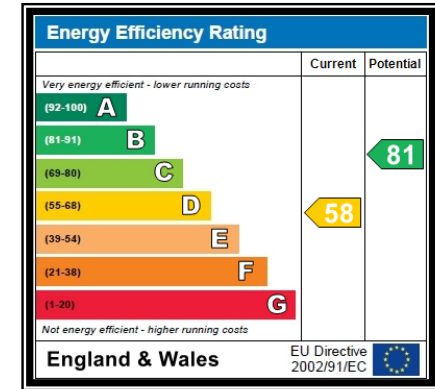 Energy Efficiency Rating
Current Potential
Very energy efficient - lower running costs
(92-100) A
(81-91) B
81
(69-80) C
(55-68) D
58
(39-54) E
(21-38) F
(1-20) G
Not energy efficient - higher running costs
England & Wales
EU Directive
2002/91/EC